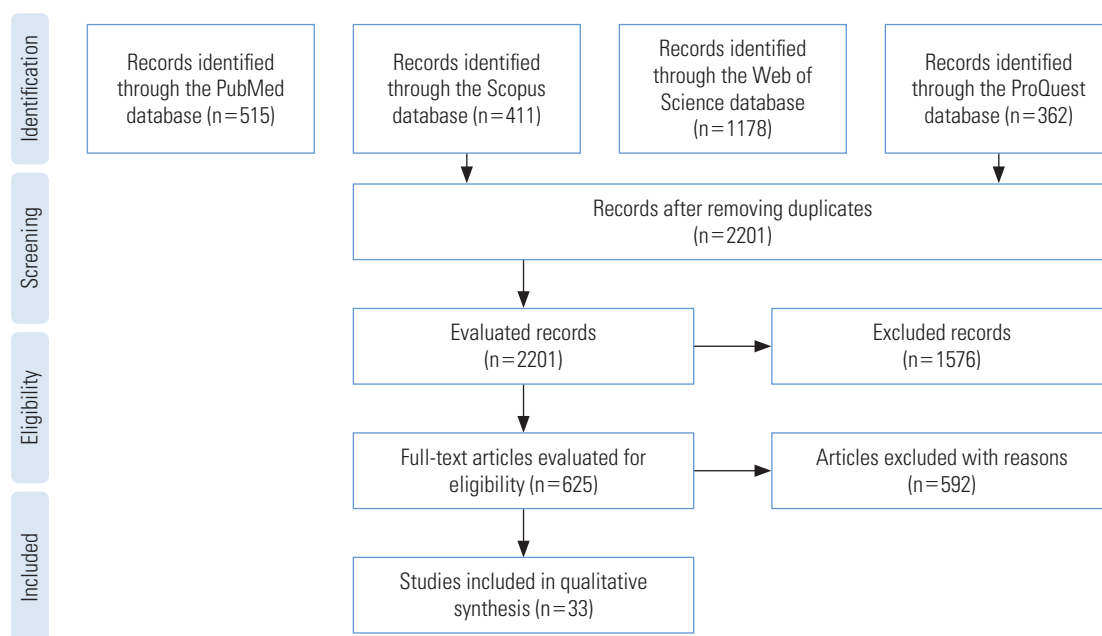 Identification
Records identified
through the PubMed
database (n=515)
Records identified
through the Scopus
database (n=411)
Records identified
through the Web of
Science database
(n=1178)
Records identified
through the ProQuest
database (n=362)
Screening
Records after removing duplicates
(n=2201)
Eligibility
Evaluated records
(n=2201)
Excluded records
(n=1576)
Full-text articles evaluated for
eligibility (n=625)
Articles excluded with reasons
(n=592)
Included
Studies included in qualitative
synthesis (n=33)